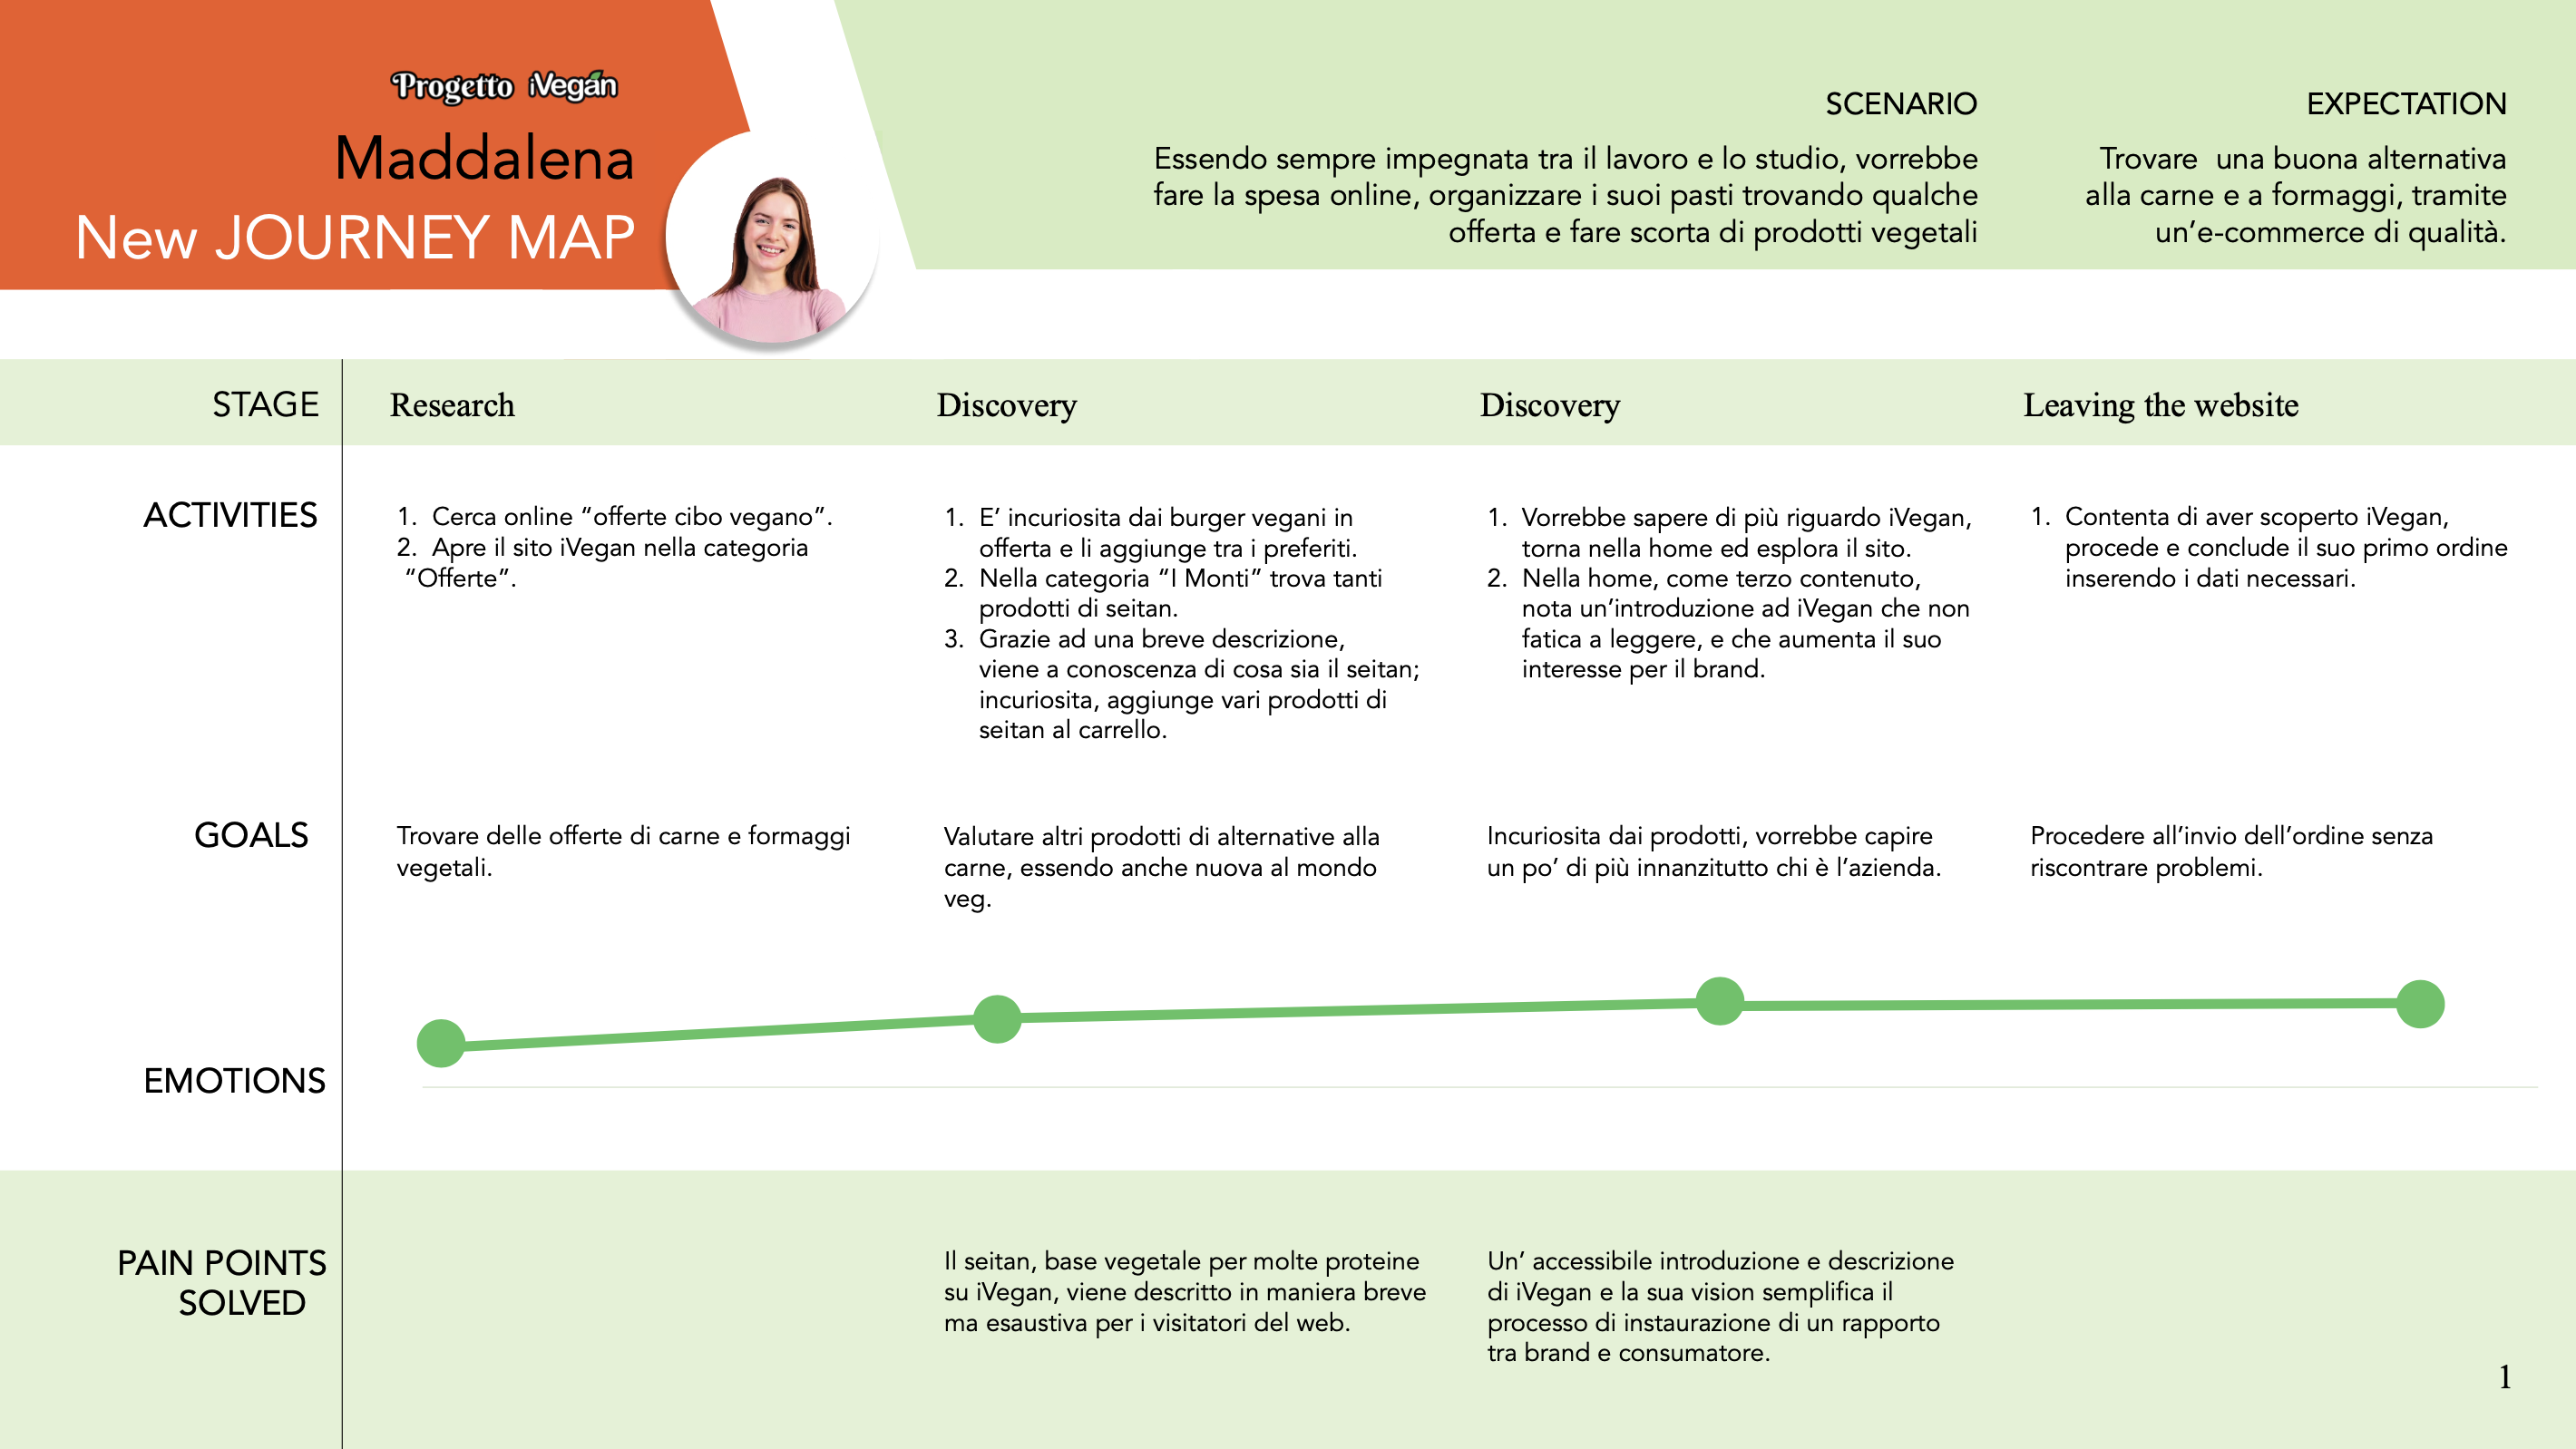 Progetto iVegan
Maddalena
New JOURNEY MAP
SCENARIO
Essendo sempre impegnata tra il lavoro e lo studio, vorrebbe
fare la spesa online, organizzare i suoi pasti trovando qualche
offerta e fare scorta di prodotti vegetali
EXPECTATION
Trovare  una buona alternativa
alla carne e a formaggi, tramite
un’e-commerce di qualità.
STAGE
Research
Discovery
Discovery
Leaving the website
ACTIVITIES
1. Cerca online “offerte cibo vegano”.
2. Apre il sito iVegan nella categoria
“Offerte”.
1. E’ incuriosita dai burger vegani in
offerta e li aggiunge tra i preferiti.
2. Nella categoria “I Monti” trova tanti
prodotti di seitan.
3. Grazie ad una breve descrizione,
viene a conoscenza di cosa sia il seitan;
incuriosita, aggiunge vari prodotti di
seitan al carrello.
1. Vorrebbe sapere di più riguardo iVegan,
torna nella home ed esplora il sito.
2. Nella home, come terzo contenuto,
nota un’introduzione ad iVegan che non
fatica a leggere, e che aumenta il suo
interesse per il brand.
1. Contenta di aver scoperto iVegan,
procede e conclude il suo primo ordine
inserendo i dati necessari.
GOALS
Trovare delle offerte di carne e formaggi
vegetali.
Valutare altri prodotti di alternative alla
carne, essendo anche nuova al mondo
veg.
Incuriosita dai prodotti, vorrebbe capire
un po’ di più innanzitutto chi è l’azienda.
Procedere all’invio dell’ordine senza
riscontrare problemi.
EMOTIONS
PAIN POINTS
SOLVED
Il seitan, base vegetale per molte proteine
su iVegan, viene descritto in maniera breve
ma esaustiva per i visitatori del web.
Un’ accessibile introduzione e descrizione
di iVegan e la sua vision semplifica il
processo di instaurazione di un rapporto
tra brand e consumatore.
1